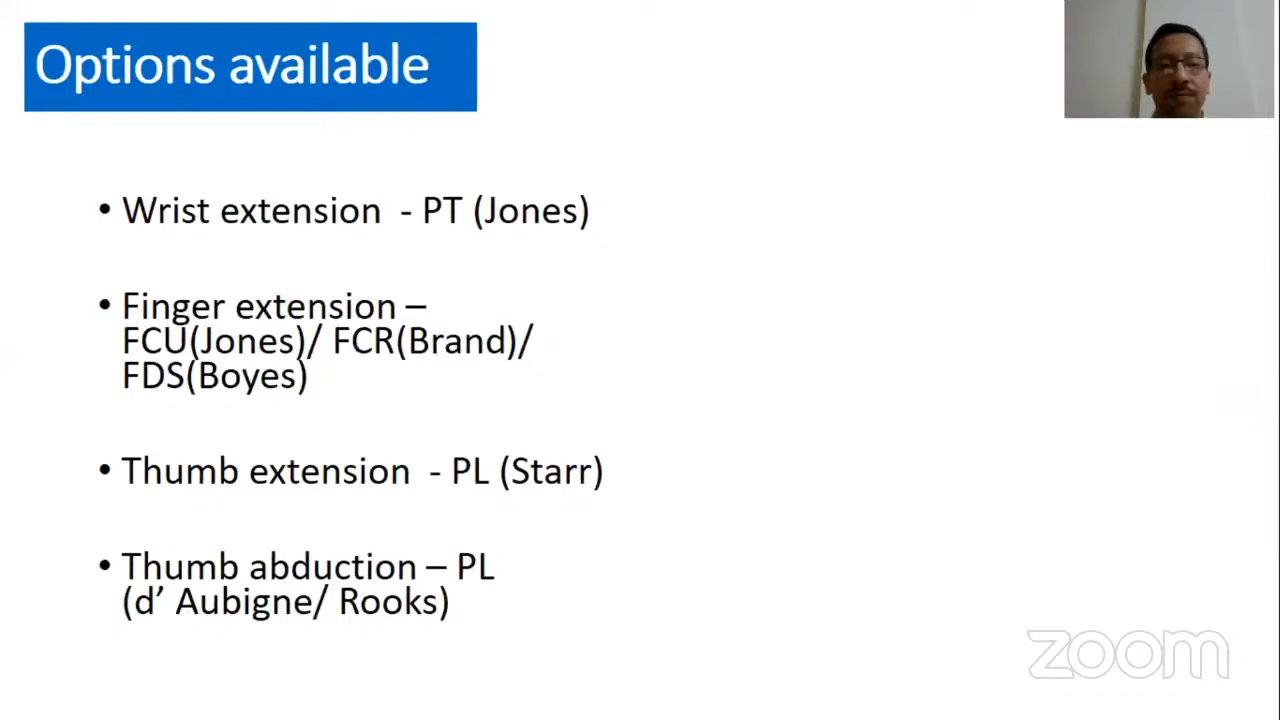 Options available
• Wrist extension - PT (Jones)
• Finger extension –
FCU(Jones)/ FCR(Brand)/
FDS(Boyes)
• Thumb extension - PL (Starr)
• Thumb abduction – PL
(d’ Aubigne/ Rooks)
zoom